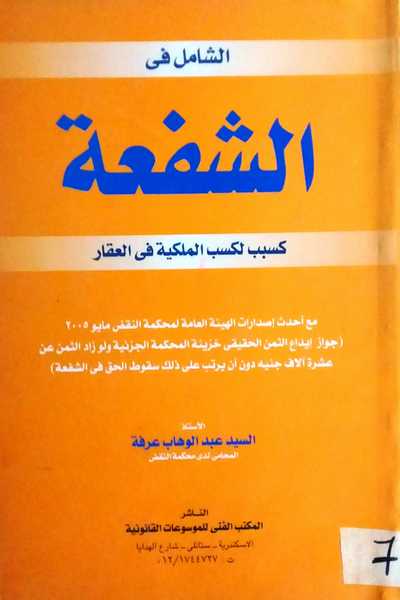 الشامل فى
الشفعة
كسبب لكسب الملكية فى العقار
مع أحدث إصدارات الهيئة العامة لمحكمة النقض مايو ٢٠٠٥
(جواز إيداع الثمن الحقيقى خزينة المحكمة الجزئية ولو زاد الثمن عن
عشرة آلاف جنيه دون أن يرتب على ذلك سقوط الحق فى الشفعة)
الأستاذ
السيد عبد الوهاب عرفة
المحامى لدى محكمة النقض
الناشر
المكتب الفنى للموسوعات القانونية
الاسكندرية - ستانلى - شارع الهدايا
ت : ٠١٢/١٧٤٤٧٢٧
7